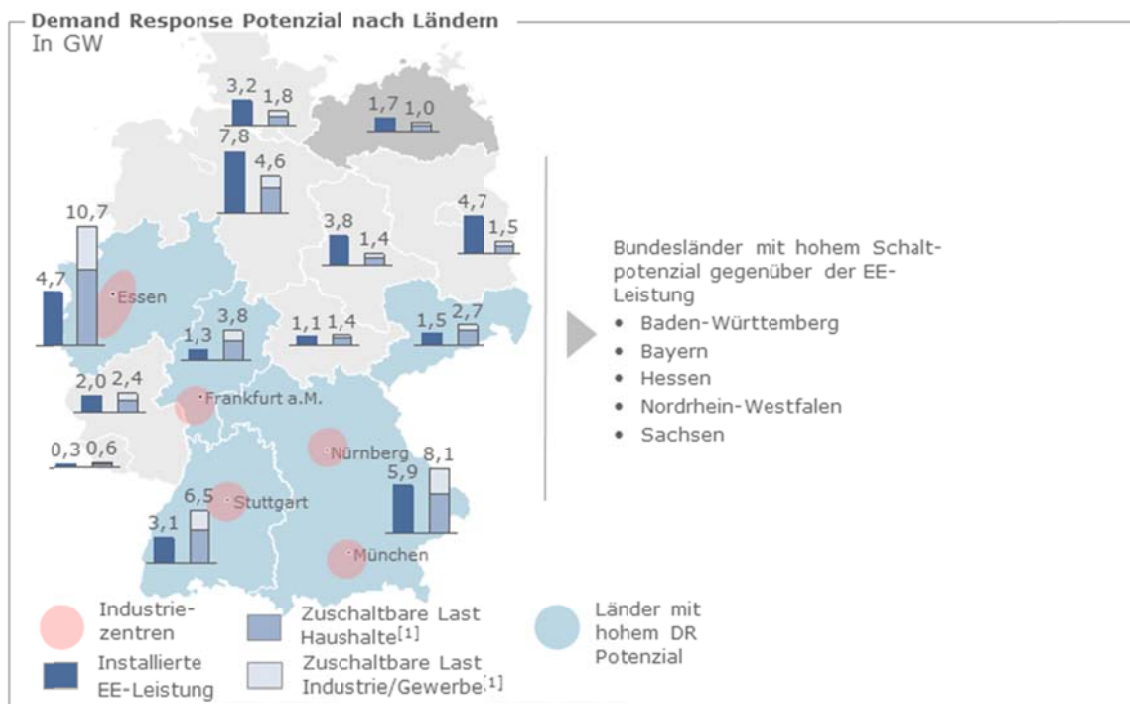 Demand Response Potenzial nach Ländern
In GW
3,2
1,8
1,7
1,0
7,8
4,6
4,7
1,5
3,8
1,4
10,7
4,7
Essen
1,3
3,8
1,1
1,4
1,5
2,7
2,0
2,4
Frankfurt a.M.
0,3
0,6
Nürnberg
5,9
8,1
Stuttgart
3,1
6,5
München
Bundesländer mit hohem Schalt-
potenzial gegenüber der EE-
Leistung
• Baden-Württemberg
• Bayern
• Hessen
• Nordrhein-Westfalen
• Sachsen
Industrie-
zentren
Installierte
EE-Leistung
Zuschaltbare Last
Haushalte[1]
Zuschaltbare Last
Industrie/Gewerbe[1]
Länder mit
hohem DR
Potenzial